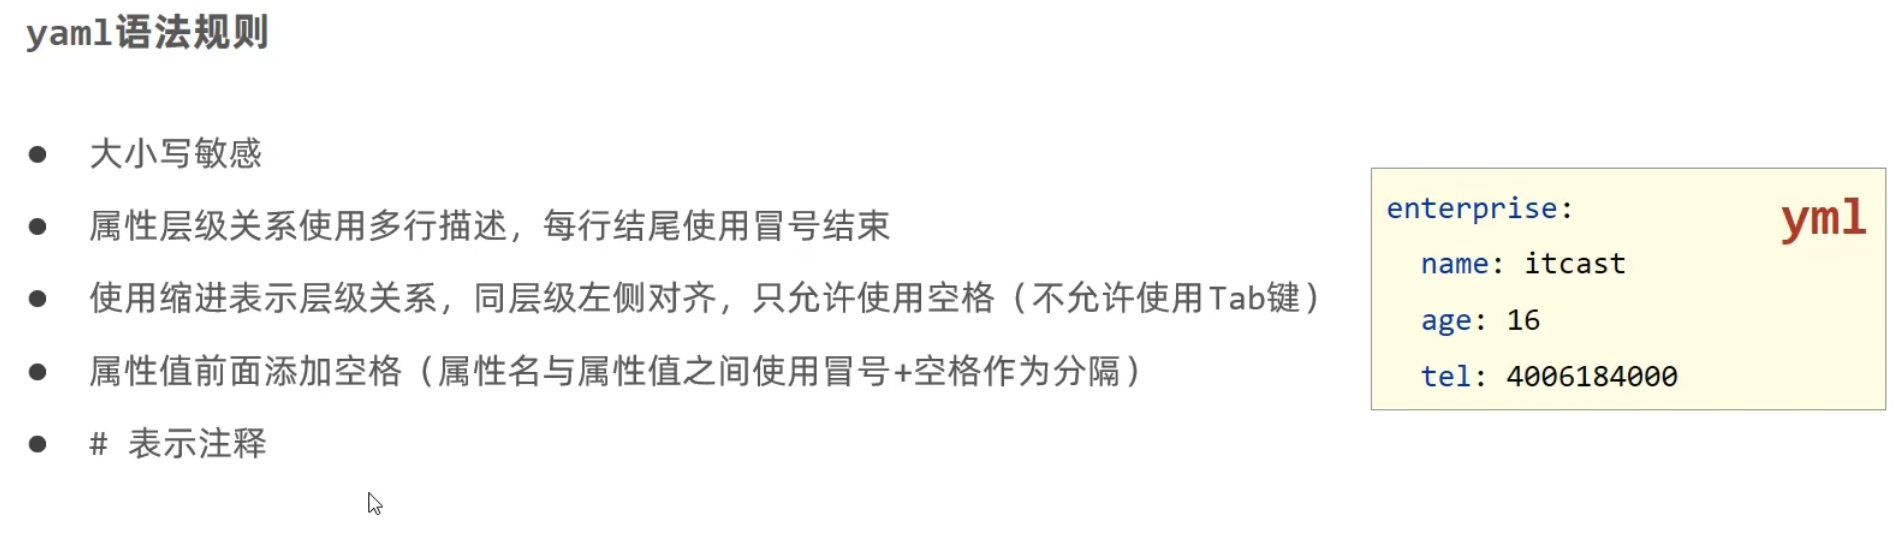 yaml语法规则
● 大小写敏感
● 属性层级关系使用多行描述，每行结尾使用冒号结束
● 使用缩进表示层级关系，同层级左侧对齐，只允许使用空格（不允许使用Tab键）
● 属性值前面添加空格（属性名与属性值之间使用冒号+空格作为分隔）
● # 表示注释
yml
enterprise:
  name: itcast
  age: 16
  tel: 4006184000